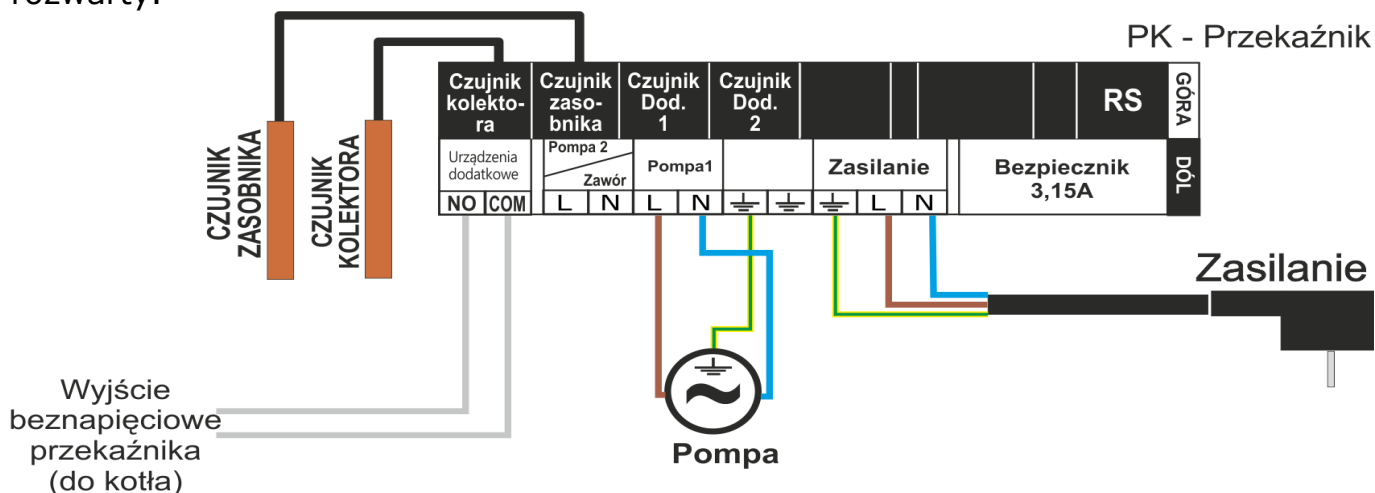 rozwarty.
PK - Przekaźnik
Czujnik
kolekto-
ra
Czujnik
zaso-
bnika
Czujnik
Dod.
1
Czujnik
Dod.
2
RS
GÓRA
Urządzenia
dodatkowe
Pompa 2
Zawór
Pompa1
Zasilanie
Bezpiecznik
3,15A
DÓL
NO COM L N L N L N
CZUJNIK
ZASOBNIKA
CZUJNIK
KOLEKTORA
Zasilanie
Wyjście
beznapięciowe
przekaźnika
(do kotła)
Pompa